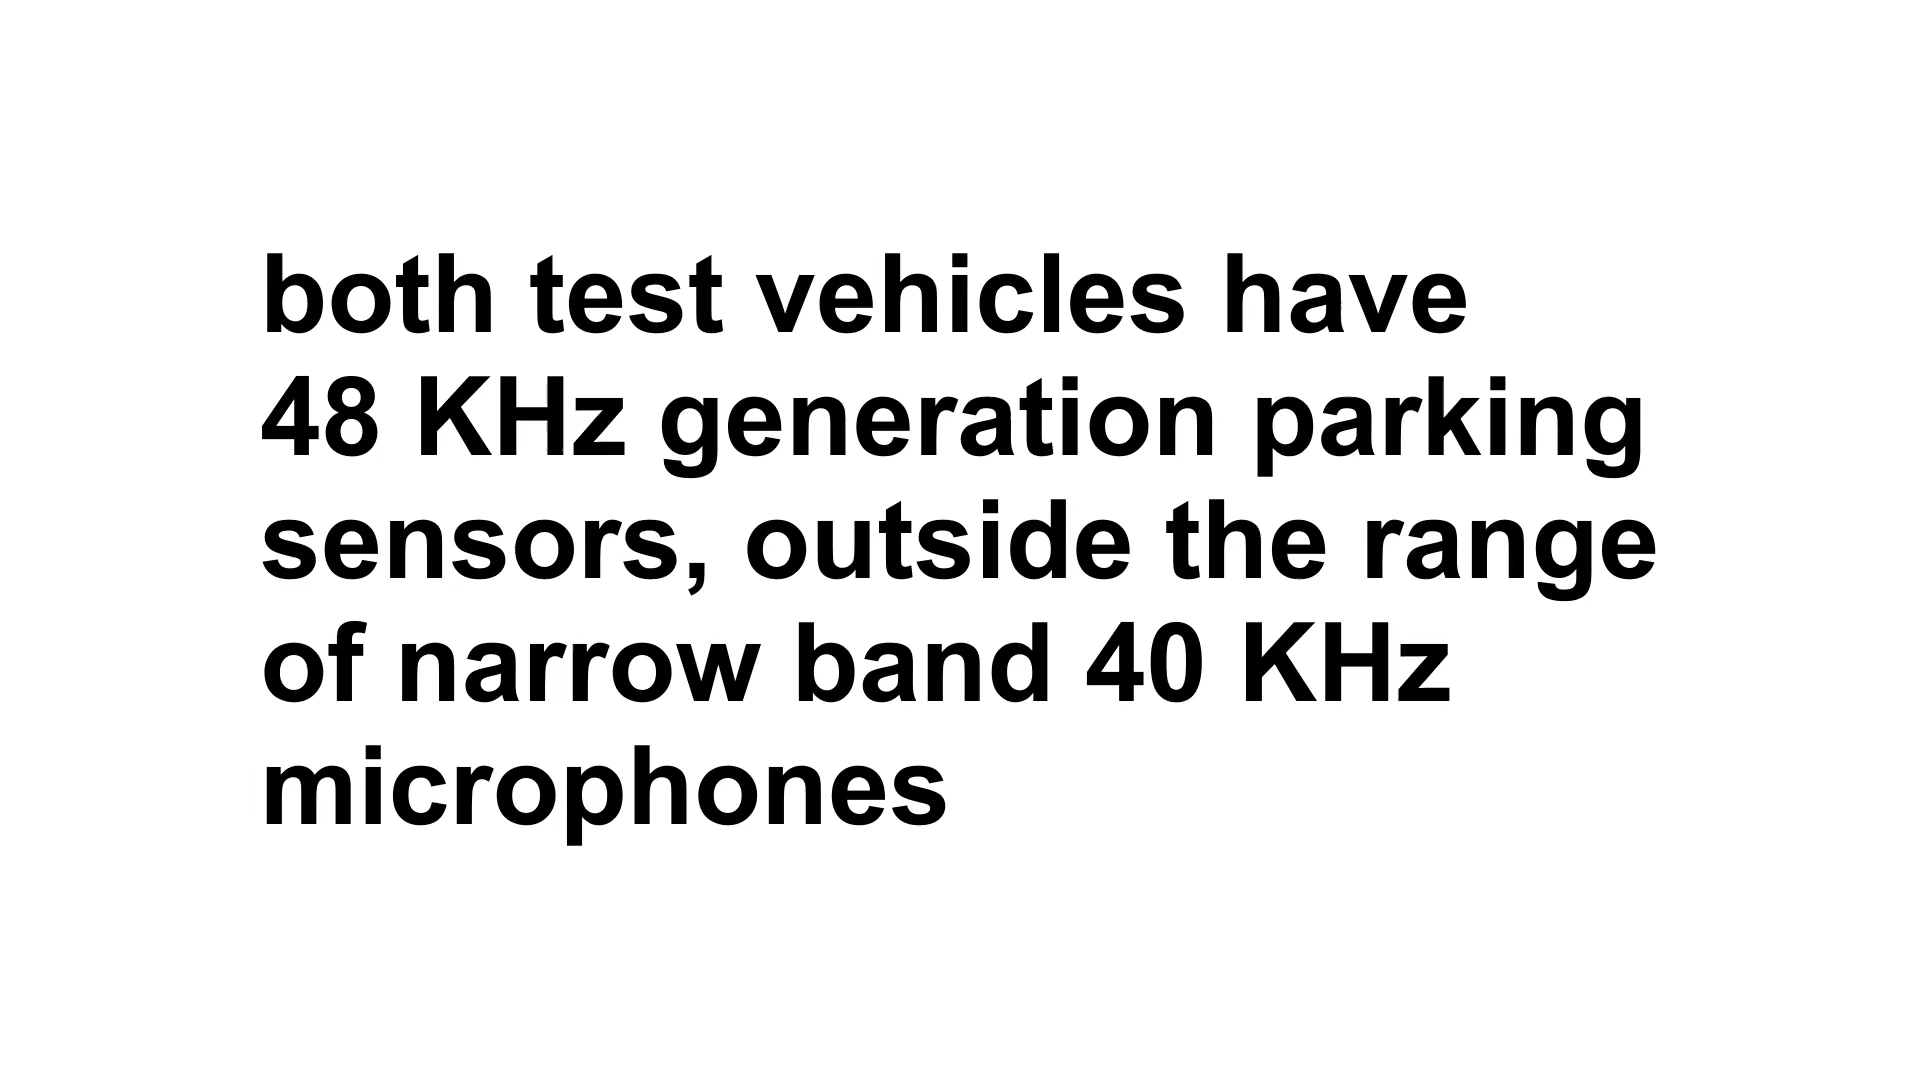 both test vehicles have
48 KHz generation parking
sensors, outside the range
of narrow band 40 KHz
microphones